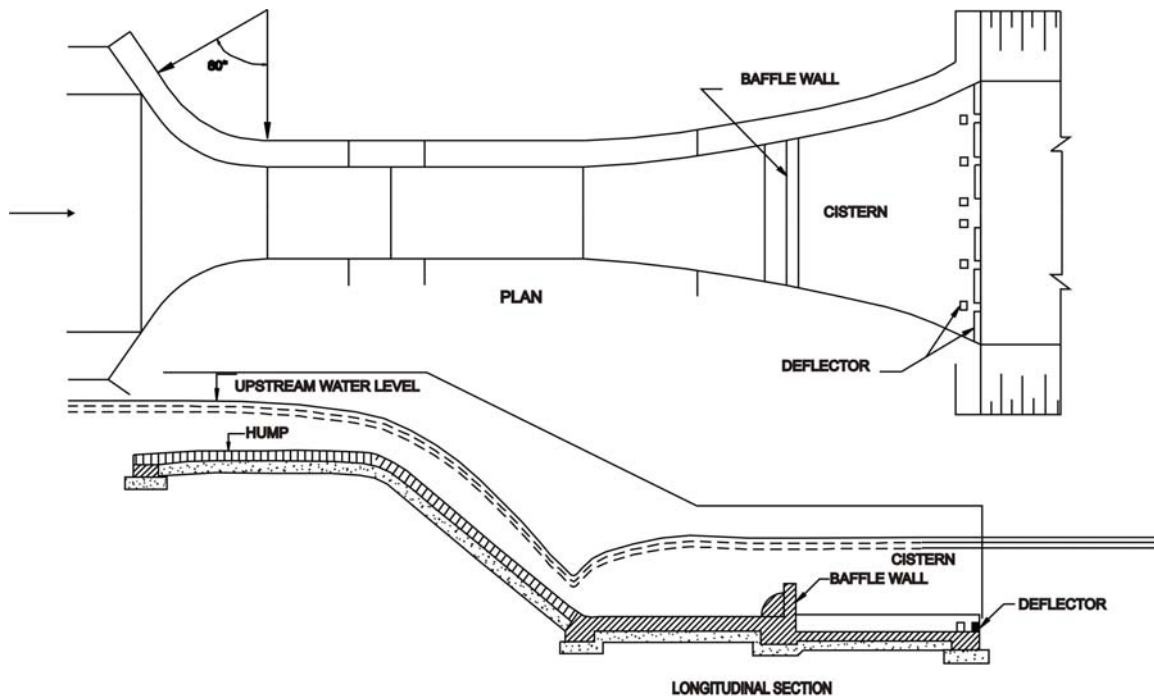 60°
BAFFLE WALL
CISTERN
PLAN
DEFLECTOR
UPSTREAM WATER LEVEL
HUMP
CISTERN
BAFFLE WALL
DEFLECTOR
LONGITUDINAL SECTION